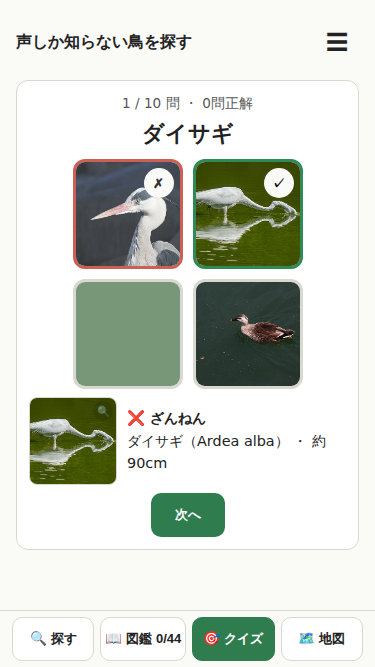 声しか知らない鳥を探す
☰
1 / 10 問 ・ 0問正解
ダイサギ
✗
✓
❌ ざんねん
ダイサギ（Ardea alba） ・ 約
90cm
次へ
🔍 探す
📖 図鑑 0/44
🎯 クイズ
🗺️ 地図